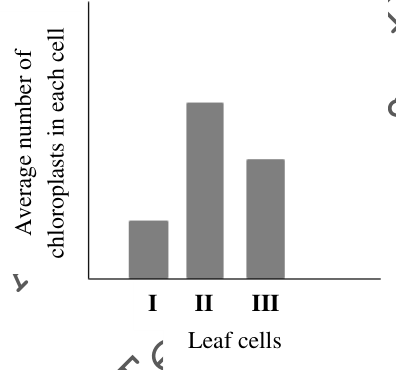 Average number of
chloroplasts in each cell
I II III
Leaf cells